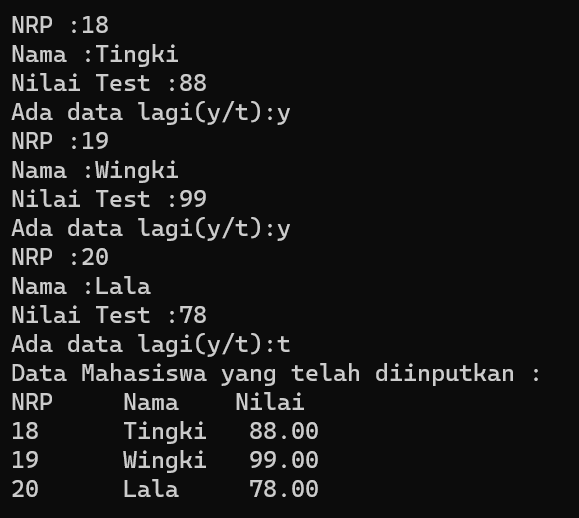 NRP :18
Nama :Tingki
Nilai Test :88
Ada data lagi(y/t):y
NRP :19
Nama :Wingki
Nilai Test :99
Ada data lagi(y/t):y
NRP :20
Nama :Lala
Nilai Test :78
Ada data lagi(y/t):t
Data Mahasiswa yang telah diinputkan :
NRP     Nama    Nilai
18      Tingki   88.00
19      Wingki   99.00
20      Lala     78.00